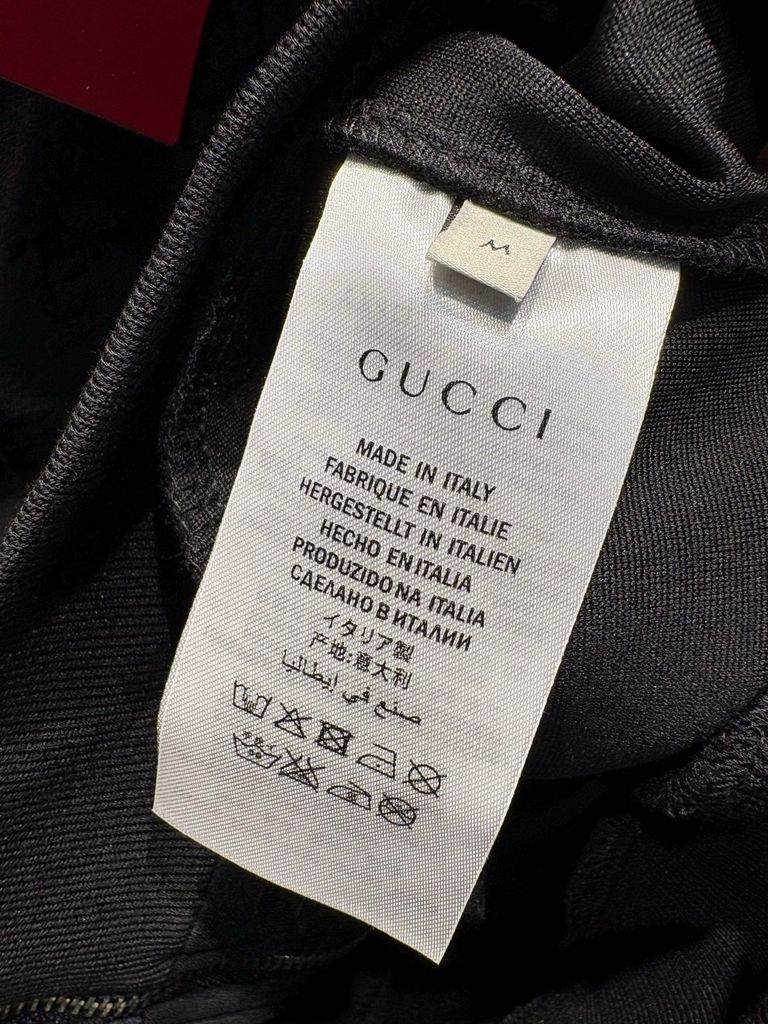 M
GUCCI
MADE IN ITALY
FABRIQUE EN ITALIE
HERGESTELLT IN ITALIEN
HECHO EN ITALIA
PRODUZIDO NA ITALIA
СДЕЛАНО В ИТАЛИИ
イタリア製
产地:意大利
صنع في إيطاليا